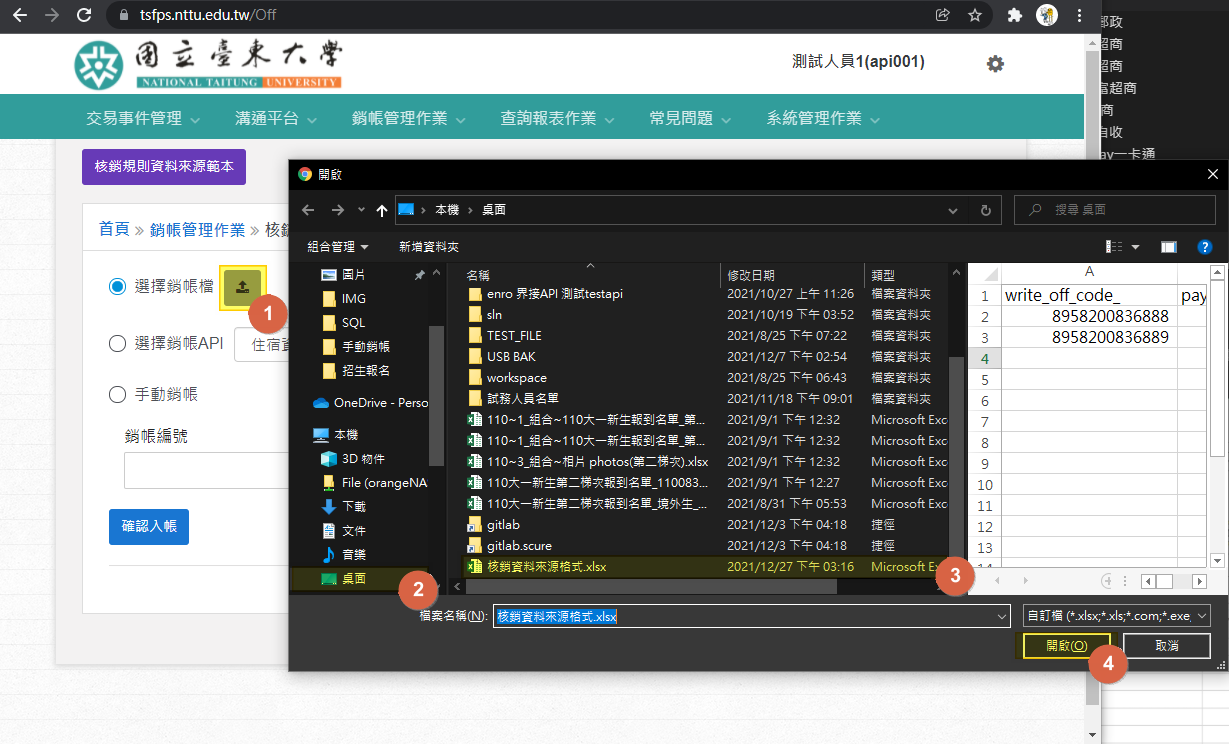 tsfps.nttu.edu.tw/Off
國立臺東大學
NATIONAL TAITUNG UNIVERSITY
測試人員1(api001)
交易事件管理 溝通平台 銷帳管理作業 查詢報表作業 常見問題 系統管理作業
郵政
超商
超商
富超商
商
自收
ay一卡通
核銷規則資料來源範本
首頁 » 銷帳管理作業 » 核銷
選擇銷帳檔
1
選擇銷帳API 住宿資
手動銷帳
銷帳編號
確認入帳
開啟
本機 › 桌面
搜尋 桌面
組合管理 新增資料夾
圖片
IMG
SQL
手動銷帳
招生報名
OneDrive - Perso
本機
3D 物件
File (orangeNA
下載
文件
音樂
桌面
2
名稱 修改日期 類型
enro 界接API 測試testapi 2021/10/27 上午 11:26 檔案資料夾
sln 2021/10/19 下午 03:52 檔案資料夾
TEST_FILE 2021/8/25 下午 07:22 檔案資料夾
USB BAK 2021/12/7 下午 02:54 檔案資料夾
workspace 2021/8/25 下午 06:43 檔案資料夾
試務人員名單 2021/11/18 下午 09:01 檔案資料夾
110~1_組合~110大一新生報到名單_第... 2021/9/1 下午 12:32 Microsoft Exc
110~1_組合~110大一新生報到名單_第... 2021/9/1 下午 12:32 Microsoft Exc
110~3_組合~相片 photos(第二梯次).xlsx 2021/9/1 下午 12:32 Microsoft Exc
110大一新生第二梯次報到名單_110083... 2021/9/1 下午 12:27 Microsoft Exc
110大一新生第二梯次報到名單_境外生_... 2021/8/31 下午 05:53 Microsoft Exc
gitlab 2021/12/3 下午 04:18 捷徑
gitlab.scure 2021/12/3 下午 04:18 捷徑
核銷資料來源格式.xlsx 2021/12/27 下午 03:16 Microsoft Ex
3
A
1 write_off_code_ pay
2 8958200836888
3 8958200836889
4
5
6
7
8
9
10
11
12
13
14
檔案名稱(N): 核銷資料來源格式.xlsx 自訂檔 (*.xlsx;*.xls;*.com;*.exe
開啟(O) 取消
4